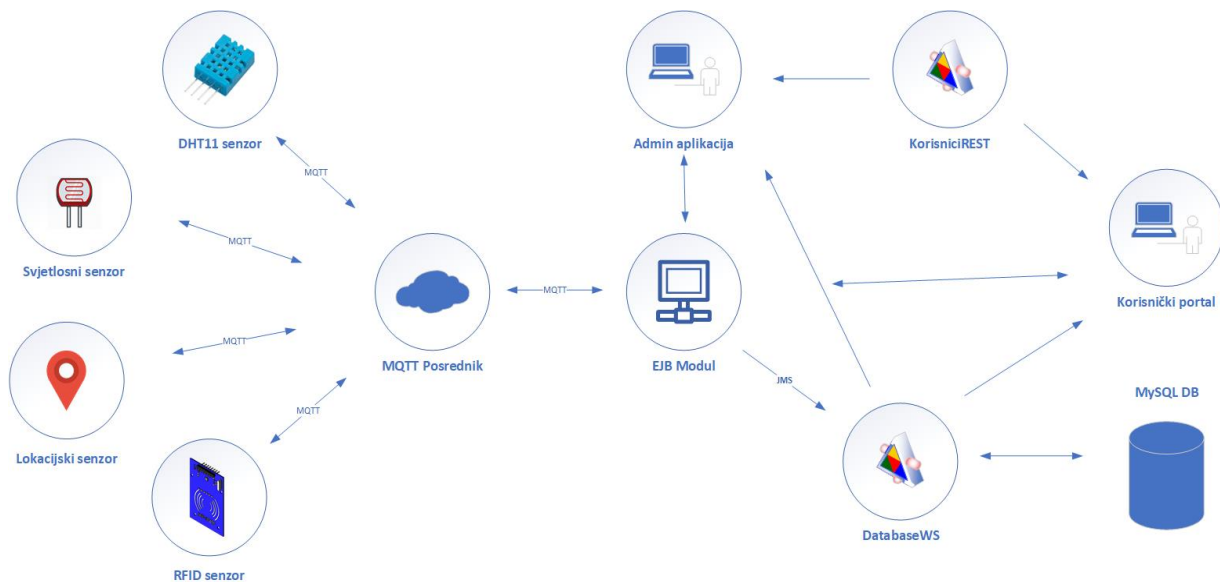 DHT11 senzor
MQTT
Svjetlosni senzor
MQTT
Lokacijski senzor
MQTT
RFID senzor
MQTT
MQTT Posrednik
MQTT
Admin aplikacija
KorisniciREST
EJB Modul
Korisnički portal
JMS
DatabaseWS
MySQL DB